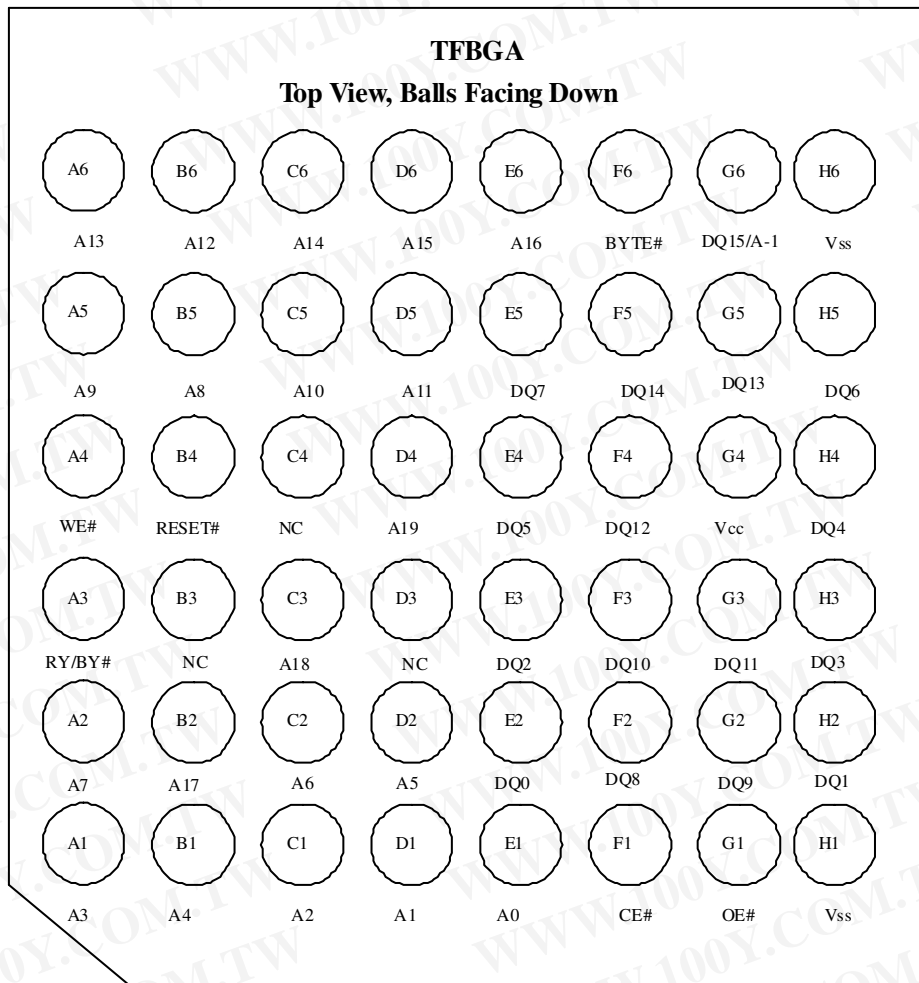 TFBGA
Top View, Balls Facing Down
A6 B6 C6 D6 E6 F6 G6 H6
A13 A12 A14 A15 A16 BYTE# DQ15/A-1 Vss
A5 B5 C5 D5 E5 F5 G5 H5
A9 A8 A10 A11 DQ7 DQ14 DQ13 DQ6
A4 B4 C4 D4 E4 F4 G4 H4
WE# RESET# NC A19 DQ5 DQ12 Vcc DQ4
A3 B3 C3 D3 E3 F3 G3 H3
RY/BY# NC A18 NC DQ2 DQ10 DQ11 DQ3
A2 B2 C2 D2 E2 F2 G2 H2
A7 A17 A6 A5 DQ0 DQ8 DQ9 DQ1
A1 B1 C1 D1 E1 F1 G1 H1
A3 A4 A2 A1 A0 CE# OE# Vss
WWW.100Y.COM.TW